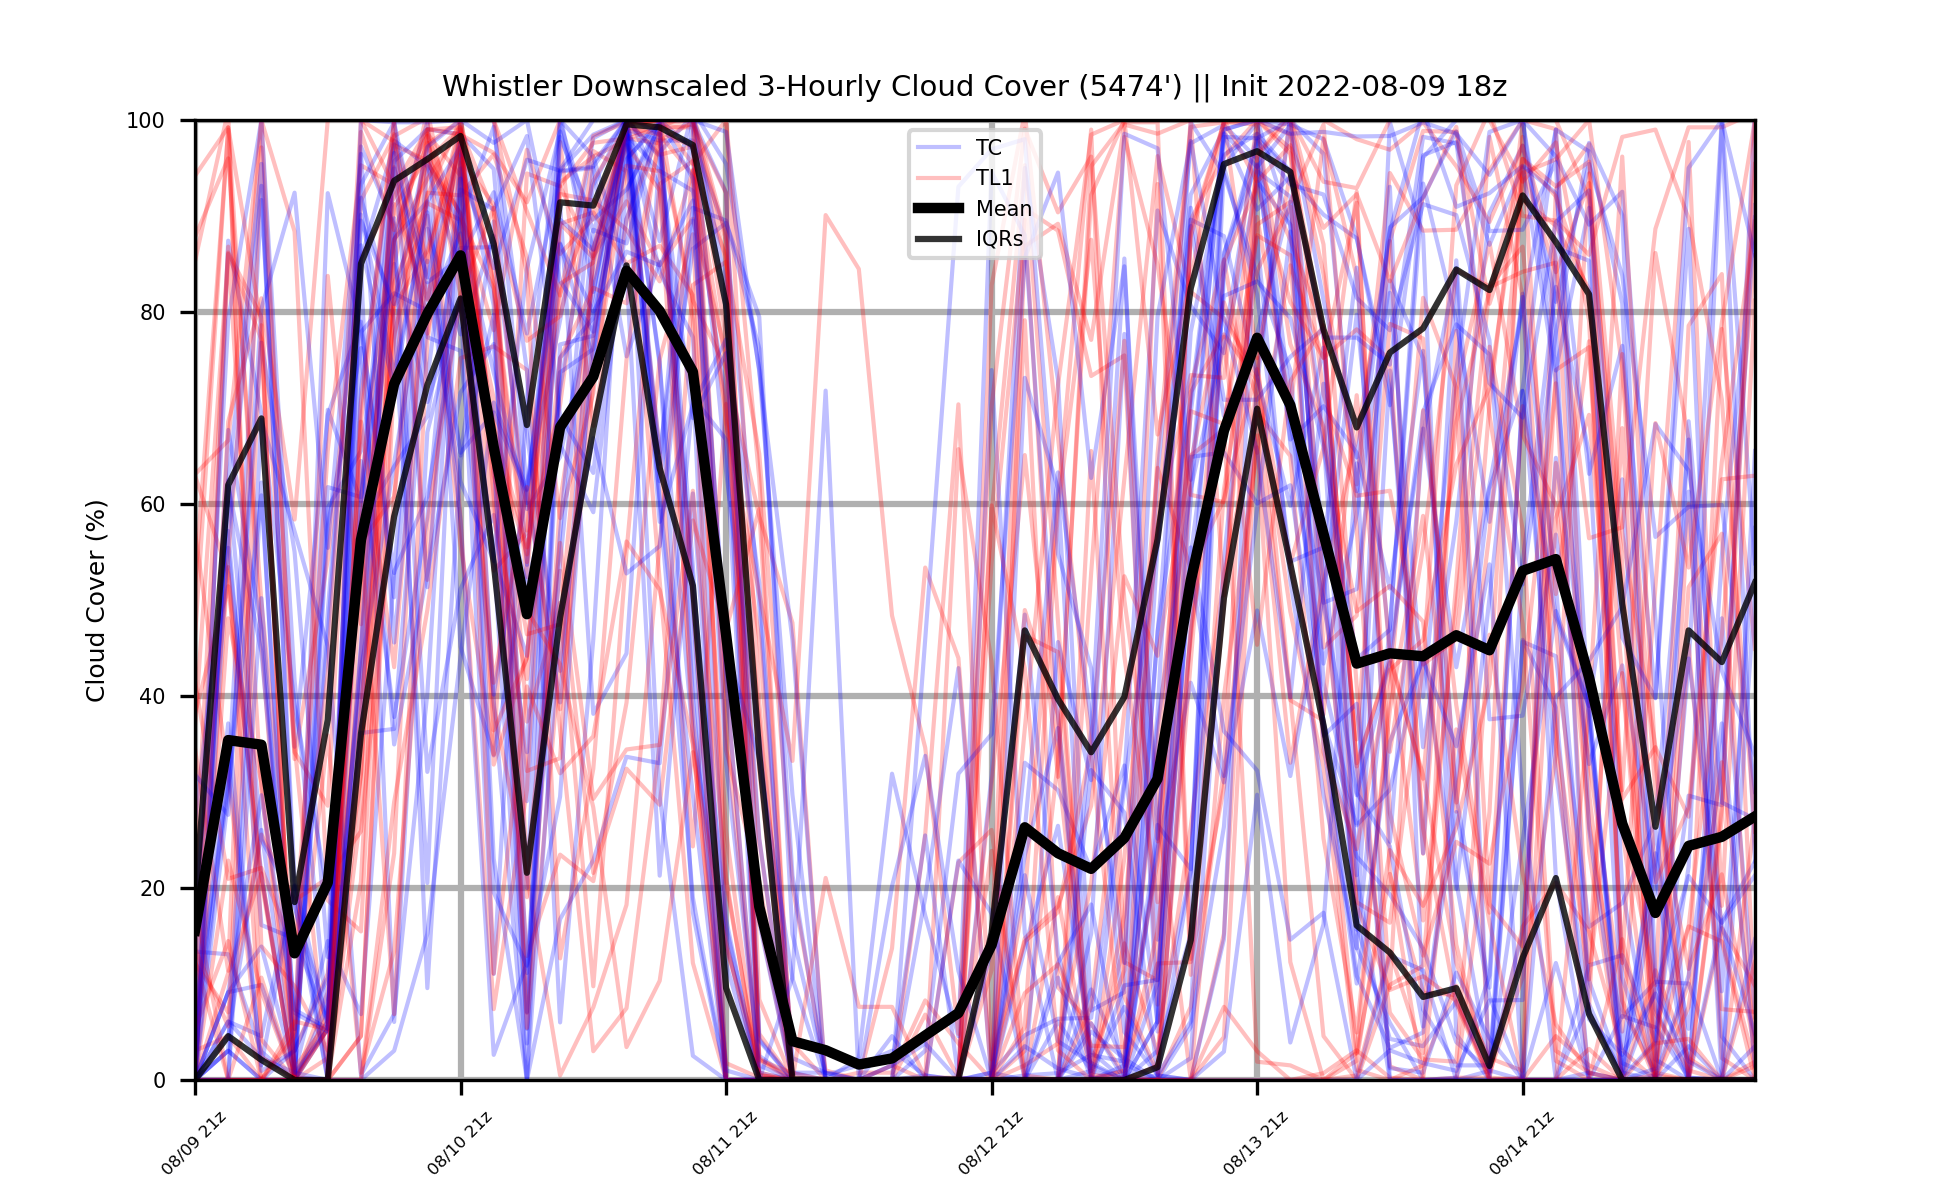 Whistler Downscaled 3-Hourly Cloud Cover (5474') || Init 2022-08-09 18z
TC
TL1
Mean
IQRs
Cloud Cover (%)
100
80
60
40
20
0
08/09 21z
08/10 21z
08/11 21z
08/12 21z
08/13 21z
08/14 21z